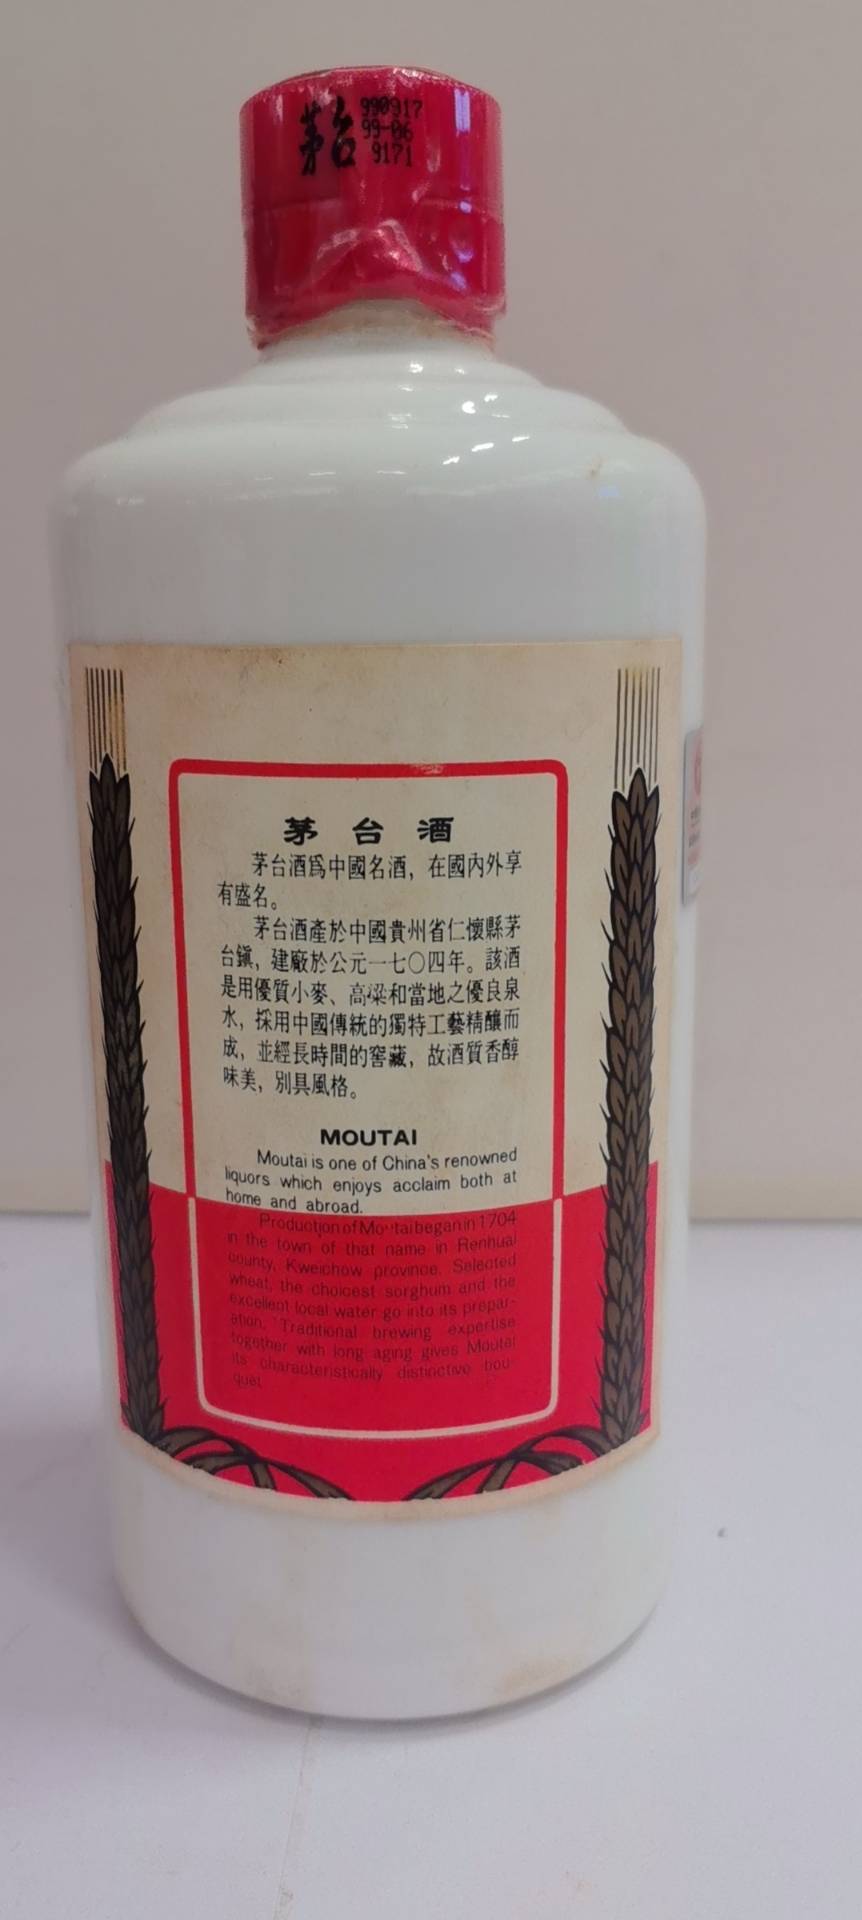 茅台
990917
99-06
9171
茅台酒
茅台酒爲中國名酒，在國內外享
有盛名。
茅台酒產於中國貴州省仁懷縣茅
台鎭，建廠於公元一七〇四年。該酒
是用優質小麥、高粱和當地之優良泉
水，採用中國傳統的獨特工藝精釀而
成，並經長時間的窖藏，故酒質香醇
味美，別具風格。
MOUTAI
Moutai is one of China's renowned
liquors which enjoys acclaim both at
home and abroad.
Production of Moutai began in 1704
in the town of that name in Renhuai
county, Kweichow province. Selected
wheat, the choicest sorghum and the
excellent local water go into its prepar-
ation. Traditional brewing expertise
together with long aging gives Moutai
its characteristically distinctive bou-
quet